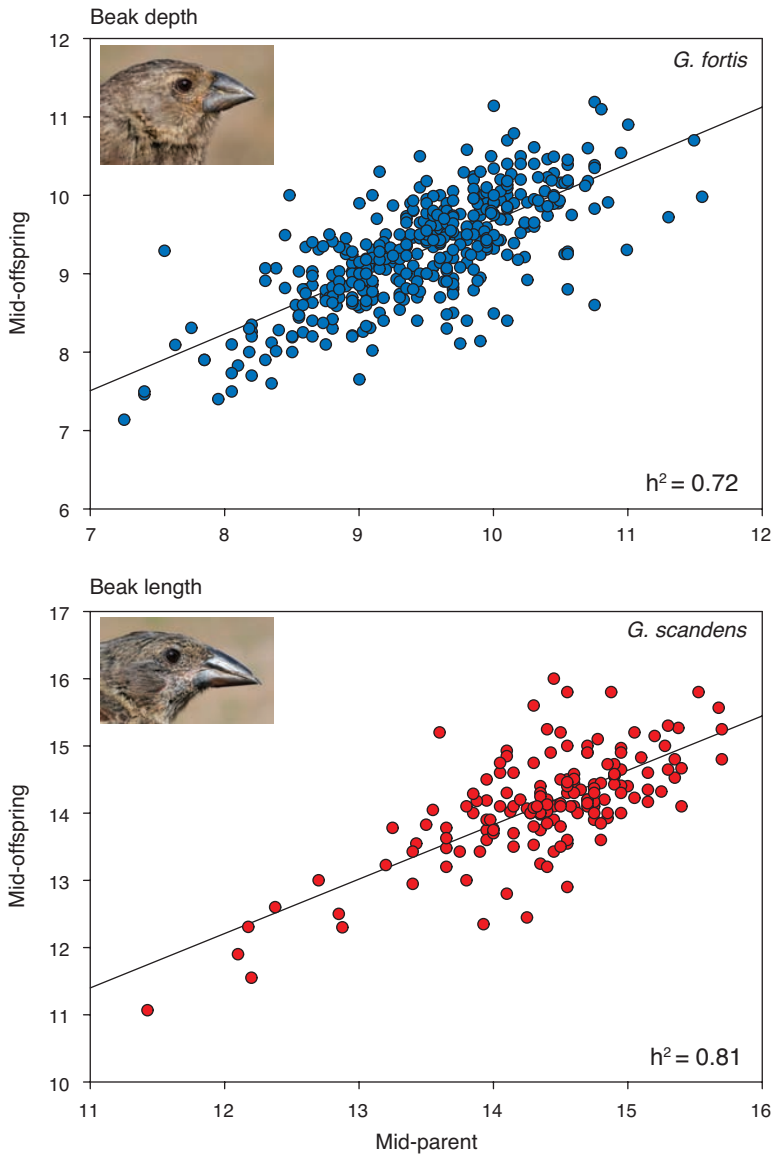 Beak depth
12
G. fortis
11
10
9
8
7
6
Mid-offspring
h² = 0.72
7 8 9 10 11 12
Beak length
17
G. scandens
16
15
14
13
12
11
10
Mid-offspring
h² = 0.81
11 12 13 14 15 16
Mid-parent